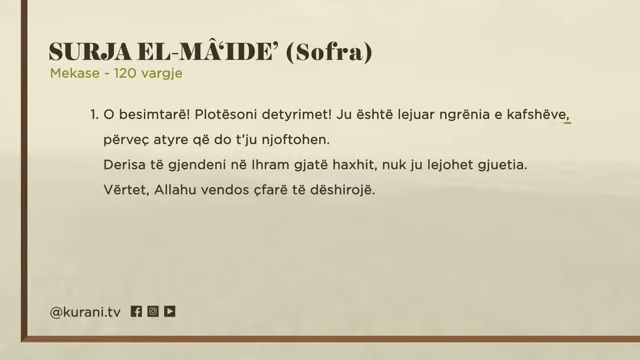 SURJA EL-MÂ‘IDE’ (Sofra)
Mekase - 120 vargje
1. O besimtarë! Plotësoni detyrimet! Ju është lejuar ngrënia e kafshëve,
përveç atyre që do t’ju njoftohen.
Derisa të gjendeni në Ihram gjatë haxhit, nuk ju lejohet gjuetia.
Vërtet, Allahu vendos çfarë të dëshirojë.
@kurani.tv